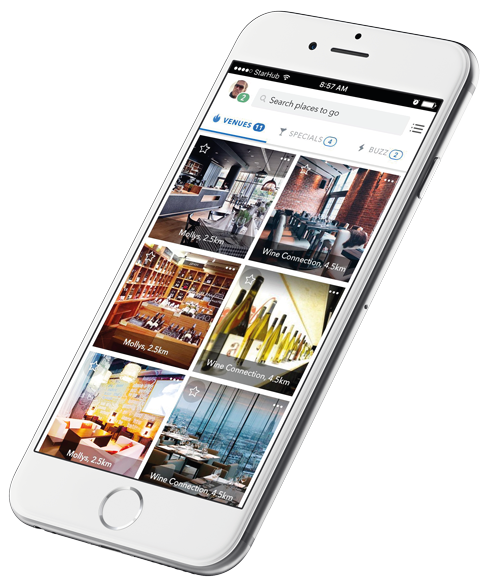 StarHub
8:57 AM
2
Search places to go
VENUES 11
SPECIALS 4
BUZZ 2
Mollys, 2.5km
Wine Connection, 4.5km
Mollys, 2.5km
Wine Connection, 4.5km
Mollys, 2.5km
Wine Connection, 4.5km